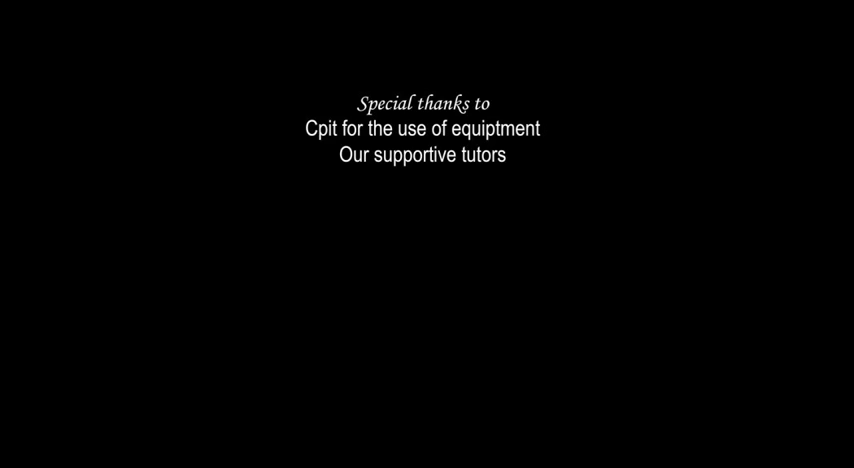 Special thanks to
Cpit for the use of equiptment
Our supportive tutors